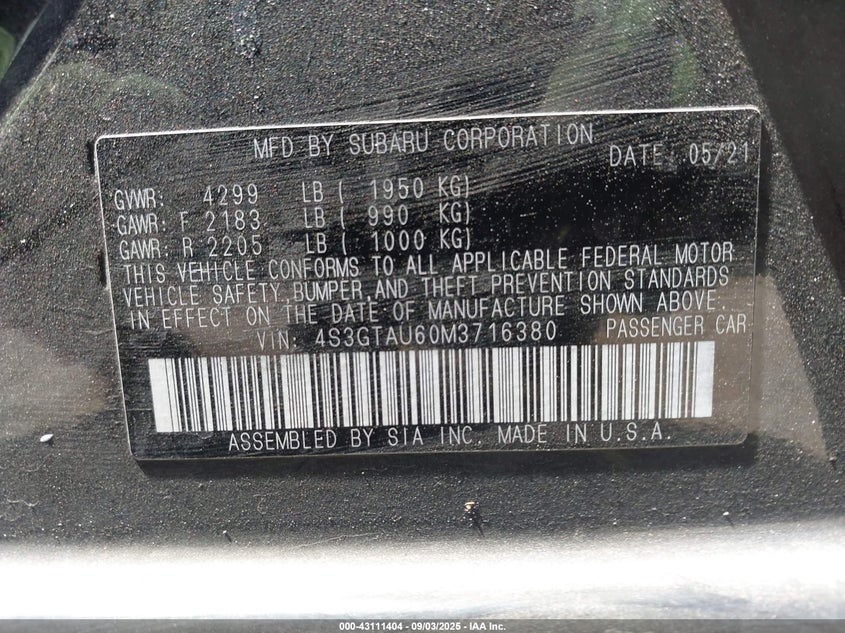 MFD BY SUBARU CORPORATION
DATE: 05/21
GVWR: 4299 LB ( 1950 KG)
GAWR: F 2183 LB ( 990 KG)
GAWR: R 2205 LB ( 1000 KG)
THIS VEHICLE CONFORMS TO ALL APPLICABLE FEDERAL MOTOR
VEHICLE SAFETY,BUMPER,AND THEFT PREVENTION STANDARDS
IN EFFECT ON THE DATE OF MANUFACTURE SHOWN ABOVE.
VIN: 4S3GTAU60M3716380 PASSENGER CAR
ASSEMBLED BY SIA INC. MADE IN U.S.A.
000-43111404 - 09/03/2025 - IAA Inc.